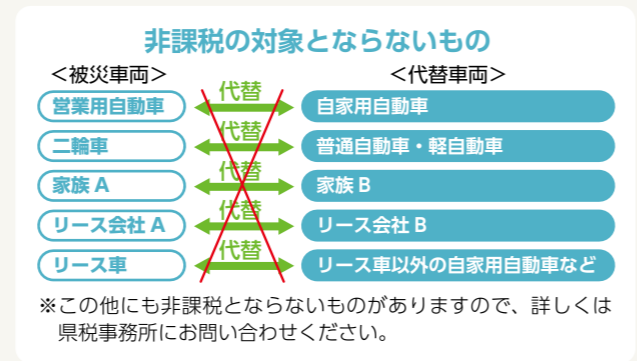 非課税の対象とならないもの
＜被災車両＞ ＜代替車両＞
営業用自動車 代替 自家用自動車
二輪車 代替 普通自動車・軽自動車
家族 A 代替 家族 B
リース会社 A 代替 リース会社 B
リース車 代替 リース車以外の自家用自動車など
※この他にも非課税とならないものがありますので、詳しくは
県税事務所にお問い合わせください。